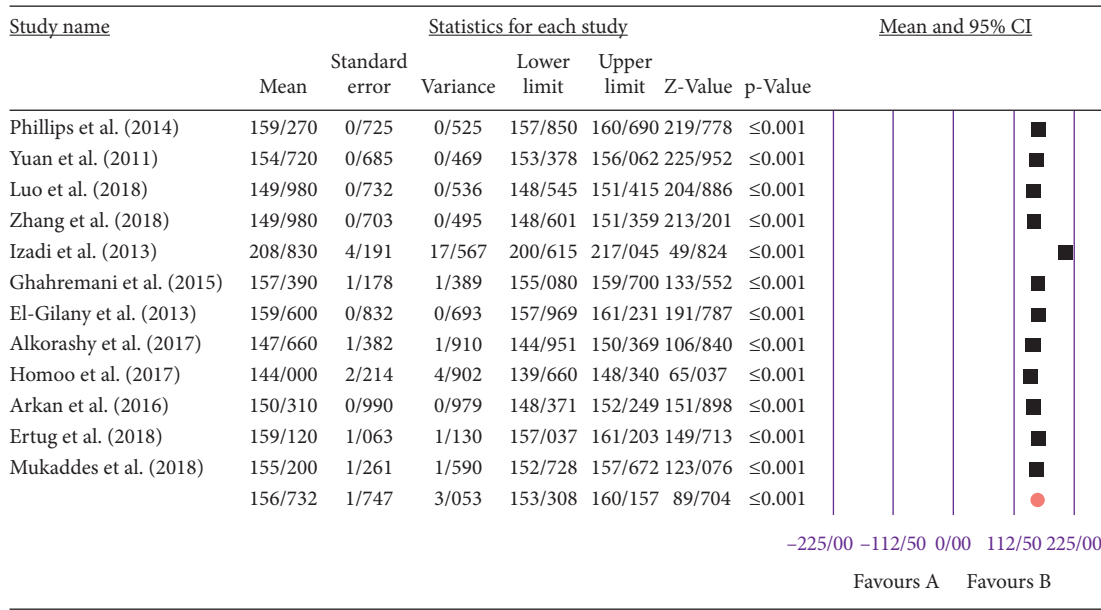 Study name Statistics for each study Mean and 95% CI
Mean Standard error Variance Lower limit Upper limit Z-Value p-Value
Phillips et al. (2014) 159/270 0/725 0/525 157/850 160/690 219/778 ≤0.001
Yuan et al. (2011) 154/720 0/685 0/469 153/378 156/062 225/952 ≤0.001
Luo et al. (2018) 149/980 0/732 0/536 148/545 151/415 204/886 ≤0.001
Zhang et al. (2018) 149/980 0/703 0/495 148/601 151/359 213/201 ≤0.001
Izadi et al. (2013) 208/830 4/191 17/567 200/615 217/045 49/824 ≤0.001
Ghahremani et al. (2015) 157/390 1/178 1/389 155/080 159/700 133/552 ≤0.001
El-Gilany et al. (2013) 159/600 0/832 0/693 157/969 161/231 191/787 ≤0.001
Alkorashy et al. (2017) 147/660 1/382 1/910 144/951 150/369 106/840 ≤0.001
Homoo et al. (2017) 144/000 2/214 4/902 139/660 148/340 65/037 ≤0.001
Arkan et al. (2016) 150/310 0/990 0/979 148/371 152/249 151/898 ≤0.001
Ertug et al. (2018) 159/120 1/063 1/130 157/037 161/203 149/713 ≤0.001
Mukaddes et al. (2018) 155/200 1/261 1/590 152/728 157/672 123/076 ≤0.001
156/732 1/747 3/053 153/308 160/157 89/704 ≤0.001
–225/00 –112/50 0/00 112/50 225/00
Favours A Favours B